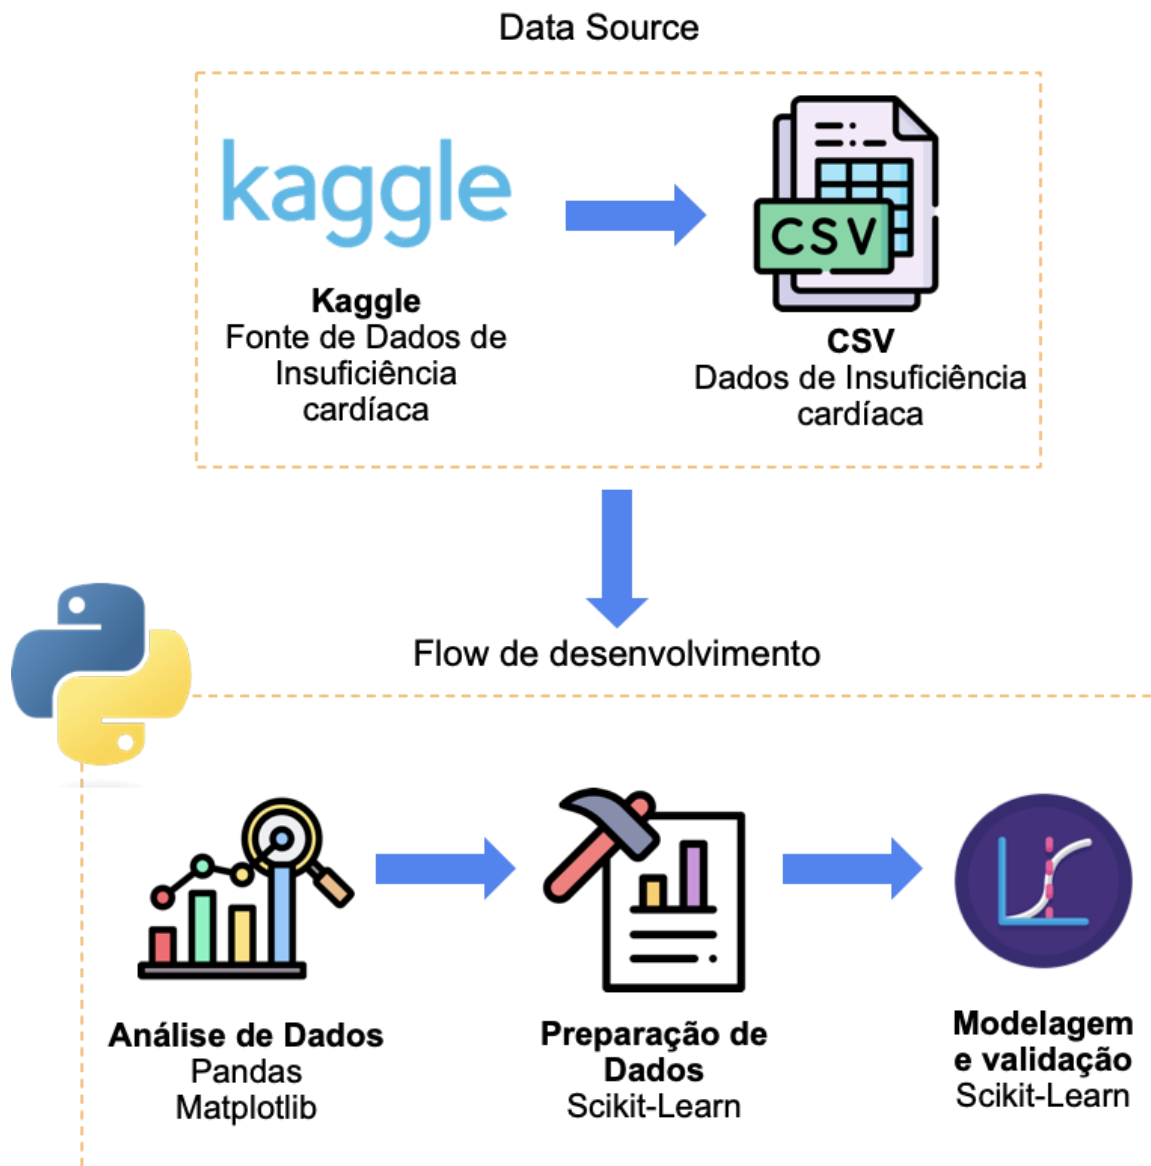 Data Source
kaggle
CSV
Kaggle
Fonte de Dados de
Insuficiência
cardíaca
CSV
Dados de Insuficiência
cardíaca
Flow de desenvolvimento
Análise de Dados
Pandas
Matplotlib
Preparação de
Dados
Scikit-Learn
Modelagem
e validação
Scikit-Learn